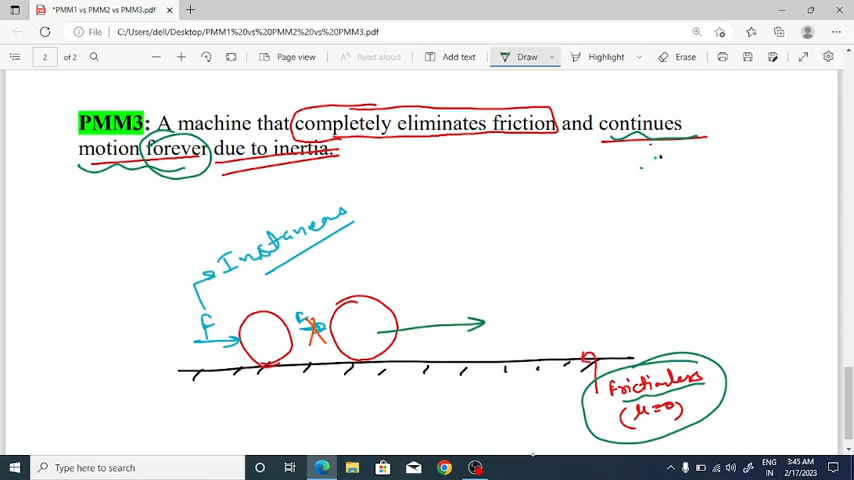 *PMM1 vs PMM2 vs PMM3.pdf
File | C:/Users/dell/Desktop/PMM1%20vs%20PMM2%20vs%20PMM3.pdf
2 of 2 Page view Read aloud Add text Draw Highlight Erase
PMM3: A machine that completely eliminates friction and continues
motion forever due to inertia.
Instaneous
f
frictionless
(μ=0)
Type here to search
ENG
IN
3:45 AM
2/17/2023